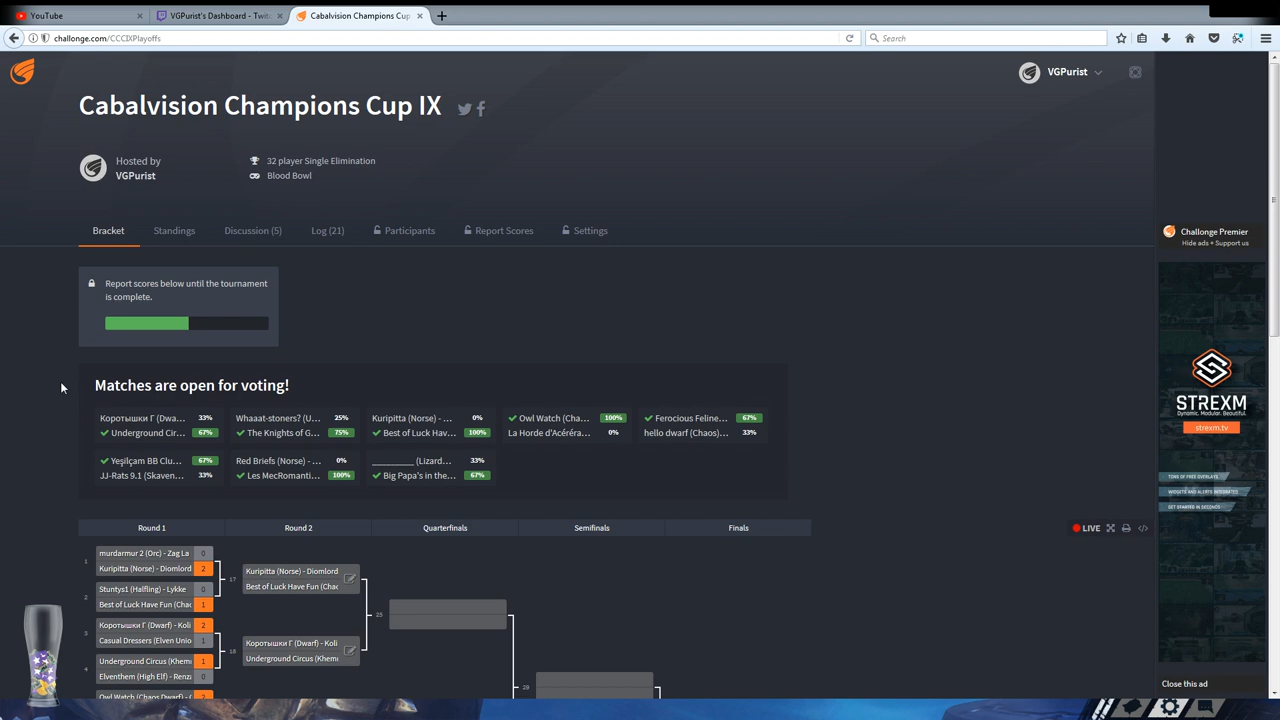 YouTube
VGPurist's Dashboard - Twitc
Cabalvision Champions Cup IX
challonge.com/CCCIXPlayoffs
Search
VGPurist
Cabalvision Champions Cup IX
Hosted by
VGPurist
32 player Single Elimination
Blood Bowl
Bracket
Standings
Discussion (5)
Log (21)
Participants
Report Scores
Settings
Challonge Premier
Hide ads + Support us
Report scores below until the tournament
is complete.
Matches are open for voting!
Коротышки Г (Dwa... 33%
Underground Cir... 67%
Whaaat-stoners? (U... 25%
The Knights of G... 75%
Kuripitta (Norse) - ... 0%
Best of Luck Hav... 100%
Owl Watch (Cha... 100%
La Horde d'Acéréra... 0%
Ferocious Feline... 67%
hello dwarf (Chaos)... 33%
Yeşilçam BB Clu... 67%
JJ-Rats 9.1 (Skaven... 33%
Red Briefs (Norse) - ... 0%
Les MecRomanti... 100%
________ (Lizard... 33%
Big Papa's in the... 67%
STREXM
Dynamic. Modular. Beautiful.
strexm.tv
TONS OF FREE OVERLAYS
WIDGETS AND ALERTS INTEGRATED
GET STARTED IN SECONDS
Close this ad
Round 1
Round 2
Quarterfinals
Semifinals
Finals
LIVE
1
murdarmur 2 (Orc) - Zag La 0
Kuripitta (Norse) - Diomlord 2
2
Stuntys1 (Halfling) - Lykke 0
Best of Luck Have Fun (Chac 1
3
Коротышки Г (Dwarf) - Koli 2
Casual Dressers (Elven Unio 1
4
Underground Circus (Khemi 1
Elventhem (High Elf) - Renz 0
Owl Watch (Chaos Dwarf) - 2
17
Kuripitta (Norse) - Diomlord
Best of Luck Have Fun (Chac
18
Коротышки Г (Dwarf) - Koli
Underground Circus (Khem
25
29